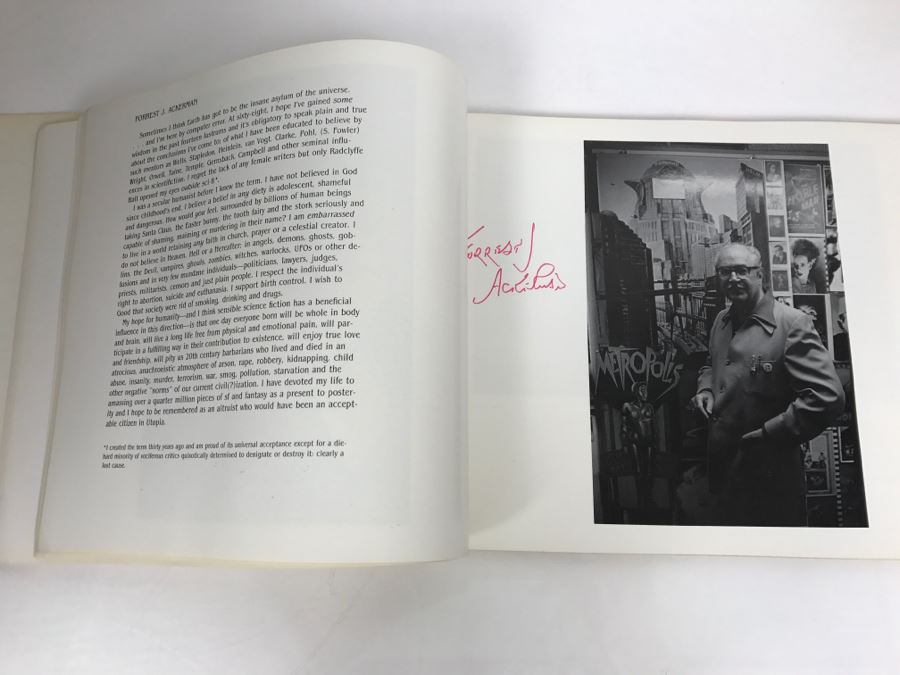 FORREST J. ACKERMAN
Sometimes I think Earth has got to be the insane asylum of the universe.
. . . and I'm here by computer error. At sixty-eight, I hope I've gained some
wisdom in the past fourteen lustrums and it's obligatory to speak plain and true
about the conclusions I've come to; of what I have been educated to believe by
such mentors as Wells, Stapledon, Heinlein, van Vogt, Clarke, Pohl, (S. Fowler)
Wright, Orwell, Taine, Temple, Gernsback, Campbell and other seminal influ-
ences in scientifiction. I regret the lack of any female writers but only Radclyffe
Hall opened my eyes outside sci fi*.
I was a secular humanist before I knew the term. I have not believed in God
since childhood's end. I believe a belief in any diety is adolescent, shameful
and dangerous. How would you feel, surrounded by billions of human beings
taking Santa Claus, the Easter bunny, the tooth fairy and the stork seriously and
capable of shaming, maiming or murdering in their name? I am embarrassed
to live in a world retaining any faith in church, prayer or a celestial creator. I
do not believe in Heaven, Hell or a Hereafter; in angels, demons, ghosts, gob-
lins, the Devil, vampires, ghouls, zombies, witches, warlocks, UFOs or other de-
lusions and in very few mundane individuals—politicians, lawyers, judges,
priests, militarists, censors and just plain people. I respect the individual's
right to abortion, suicide and euthanasia. I support birth control. I wish to
Good that society were rid of smoking, drinking and drugs.
My hope for humanity—and I think sensible science fiction has a beneficial
influence in this direction—is that one day everyone born will be whole in body
and brain, will live a long life free from physical and emotional pain, will par-
ticipate in a fulfilling way in their contribution to existence, will enjoy true love
and friendship, will pity us 20th century barbarians who lived and died in an
atrocious, anachronistic atmosphere of arson, rape, robbery, kidnapping, child
abuse, insanity, murder, terrorism, war, smog, pollution, starvation and the
other negative "norms" of our current civil(?)ization. I have devoted my life to
amassing over a quarter million pieces of sf and fantasy as a present to poster-
ity and I hope to be remembered as an altruist who would have been an accept-
able citizen in Utopia.
*I created the term thirty years ago and am proud of its universal acceptance except for a die-
hard minority of vociferous critics quixotically determined to denigrate or destroy it: clearly a
lost cause.
FORREST J
Ackerman
METROPOLIS